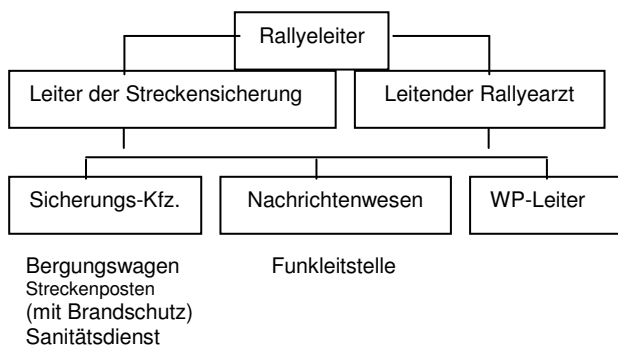 Rallyeleiter
Leiter der Streckensicherung
Leitender Rallyearzt
Sicherungs-Kfz.
Nachrichtenwesen
WP-Leiter
Bergungswagen
Streckenposten
(mit Brandschutz)
Sanitätsdienst
Funkleitstelle